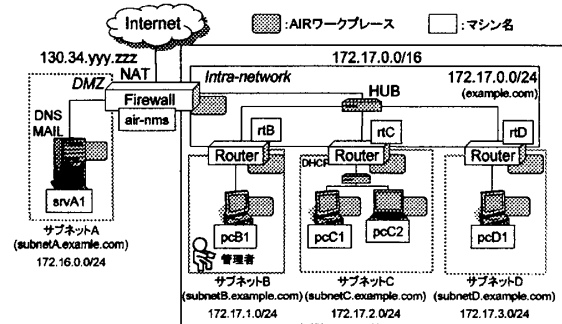 Internet
:AIRワークプレース
:マシン名
130.34.yyy.zzz
172.17.0.0/16
NAT
DMZ
Intra-network
172.17.0.0/24
(example.com)
Firewall
air-nms
HUB
DNS
MAIL
srvA1
rtB
rtC
rtD
Router
DHCP
Router
Router
pcB1
pcC1
pcC2
pcD1
管理者
サブネットA
(subnetA.examle.com)
172.16.0.0/24
サブネットB
(subnetB.example.com)
172.17.1.0/24
サブネットC
(subnetC.example.com)
172.17.2.0/24
サブネットD
(subnetD.example.com)
172.17.3.0/24